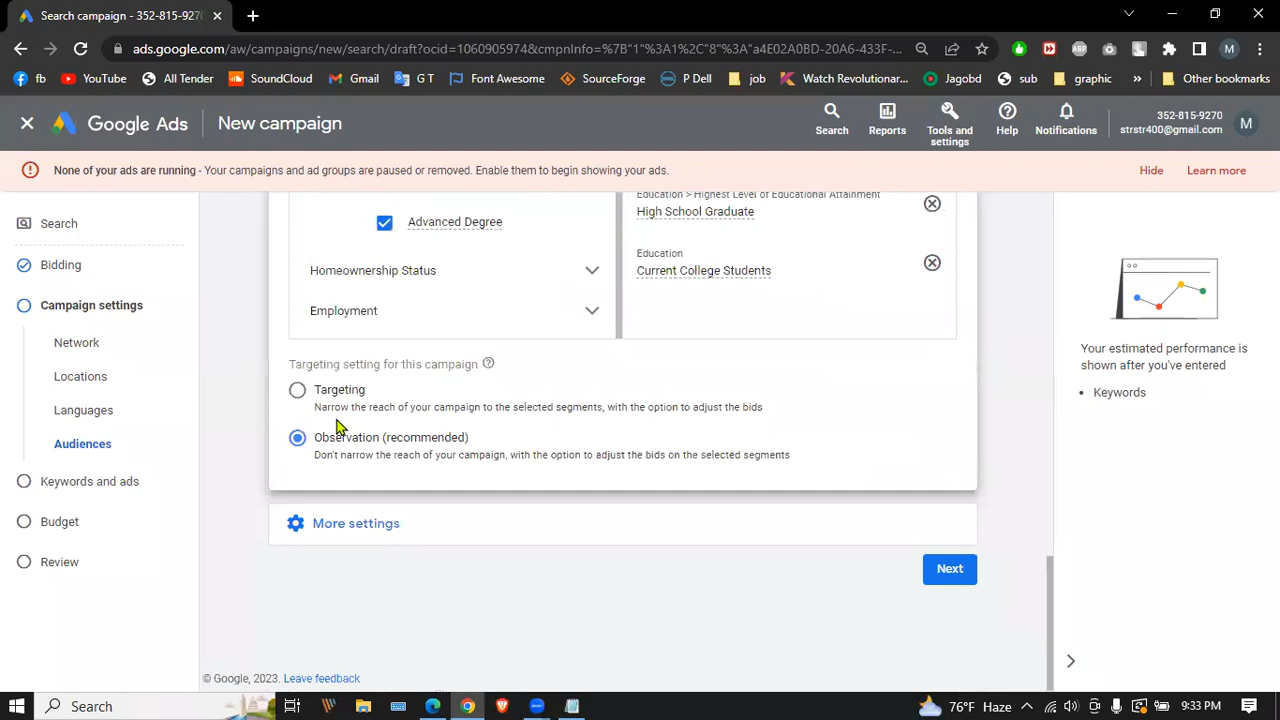 Search campaign - 352-815-9270
ads.google.com/aw/campaigns/new/search/draft?ocid=1060905974&cmpnInfo=%7B"1"%3A1%2C"8"%3A"a4E02A0BD-20A6-433F-...
fb
YouTube
All Tender
SoundCloud
Gmail
G T
Font Awesome
SourceForge
P Dell
job
Watch Revolutionar...
Jagobd
sub
graphic
»
Other bookmarks
Google Ads
New campaign
Search
Reports
Tools and
settings
Help
Notifications
352-815-9270
strstr400@gmail.com
M
None of your ads are running - Your campaigns and ad groups are paused or removed. Enable them to begin showing your ads.
Hide
Learn more
Search
Bidding
Campaign settings
Network
Locations
Languages
Audiences
Keywords and ads
Budget
Review
Advanced Degree
Homeownership Status
Employment
Education > Highest Level of Educational Attainment
High School Graduate
Education
Current College Students
Targeting setting for this campaign
Targeting
Narrow the reach of your campaign to the selected segments, with the option to adjust the bids
Observation (recommended)
Don't narrow the reach of your campaign, with the option to adjust the bids on the selected segments
More settings
Next
Your estimated performance is
shown after you've entered
• Keywords
© Google, 2023. Leave feedback
Search
76°F Haze
9:33 PM